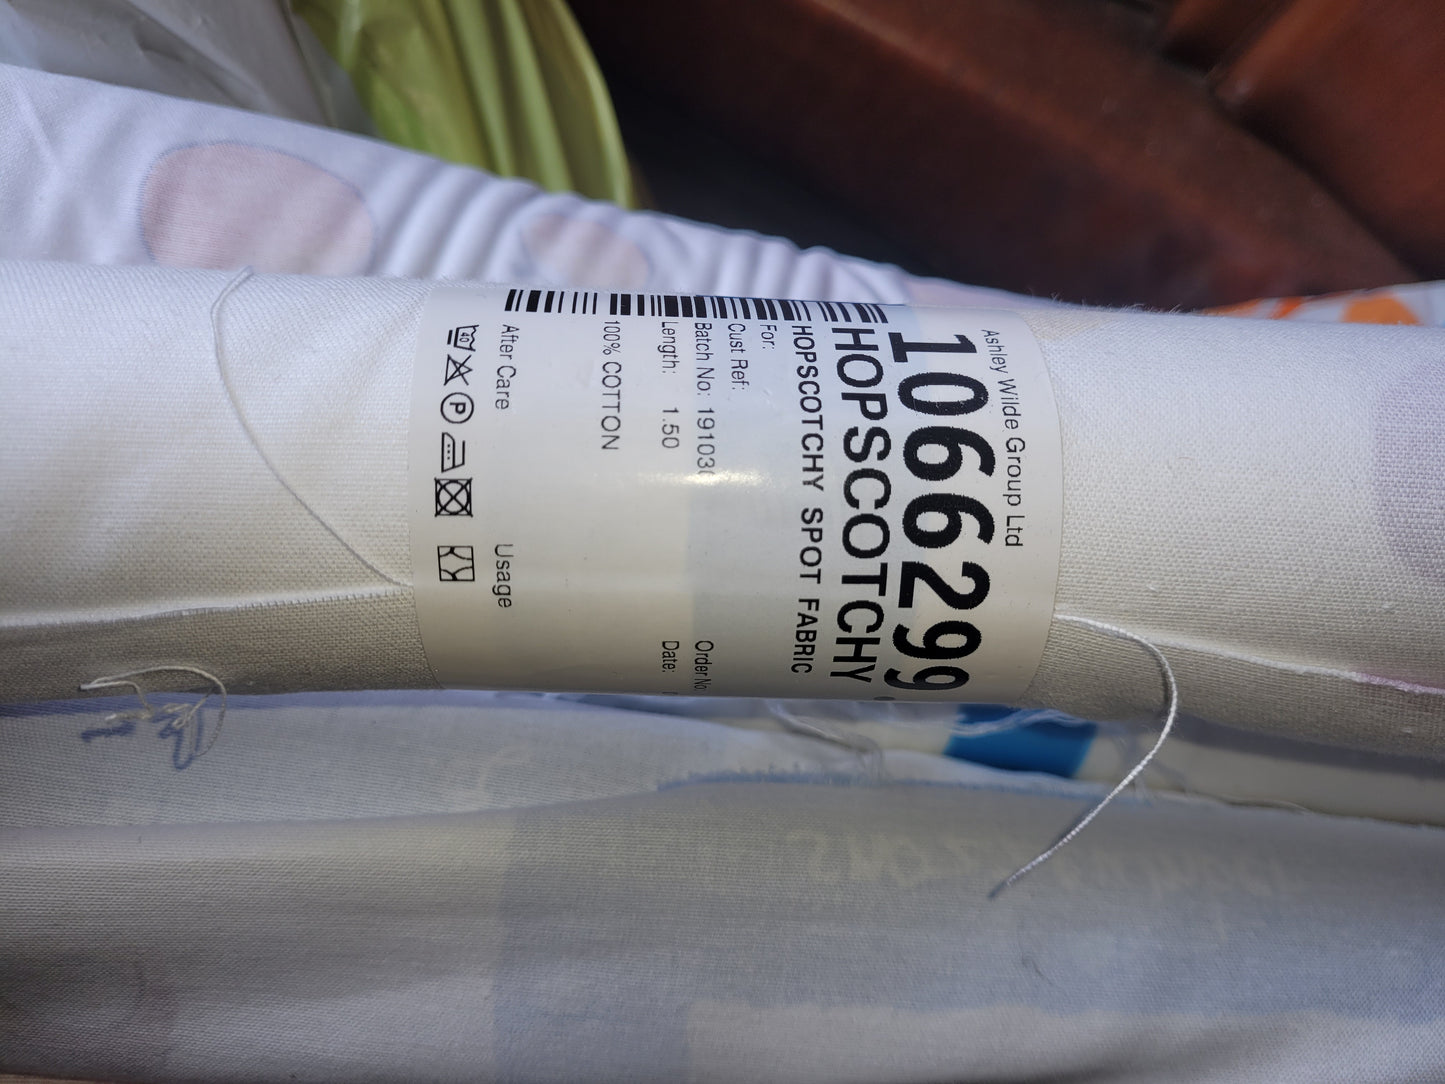 Ashley Wilde Group Ltd
1066299
HOPSCOTCHY
HOPSCOTCHY SPOT FABRIC
For:
Cust Ref:
Batch No: 19103 Order No.
Length: 1.50 Date:
100% COTTON
After Care Usage
40 P